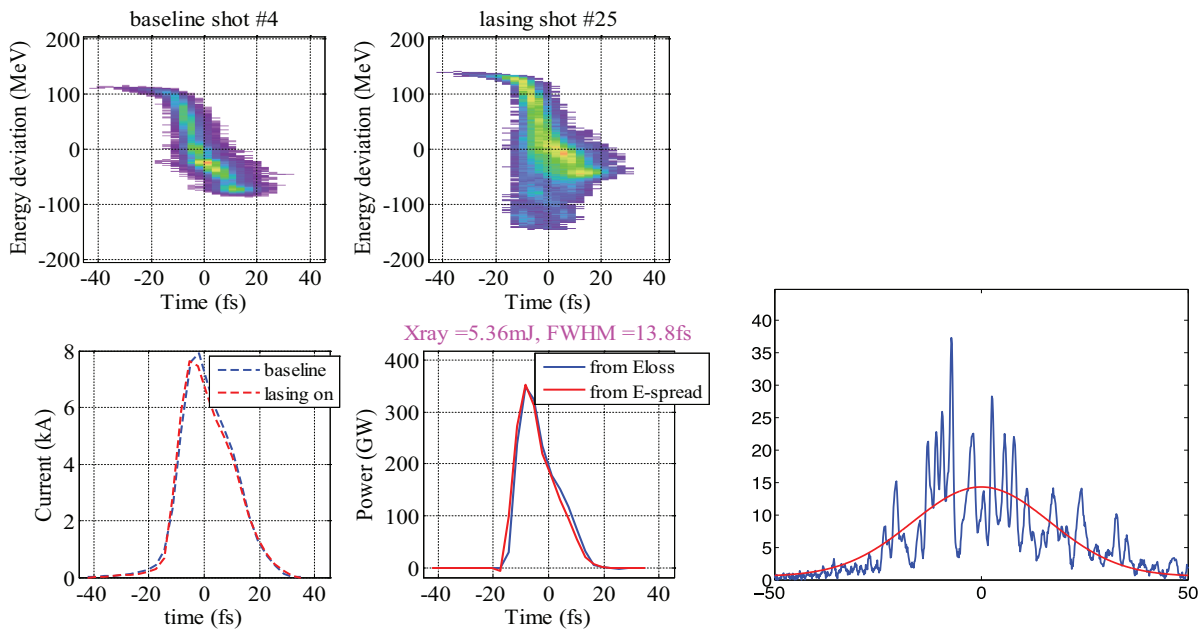 baseline shot #4
200
100
0
-100
-200
Energy deviation (MeV)
-40 -20 0 20 40
Time (fs)
lasing shot #25
200
100
0
-100
-200
Energy deviation (MeV)
-40 -20 0 20 40
Time (fs)
8
6
4
2
0
Current (kA)
baseline
lasing on
-40 -20 0 20 40
time (fs)
Xray =5.36mJ, FWHM =13.8fs
400
300
200
100
0
Power (GW)
from Eloss
from E-spread
-40 -20 0 20 40
Time (fs)
40
35
30
25
20
15
10
5
0
−50 0 50